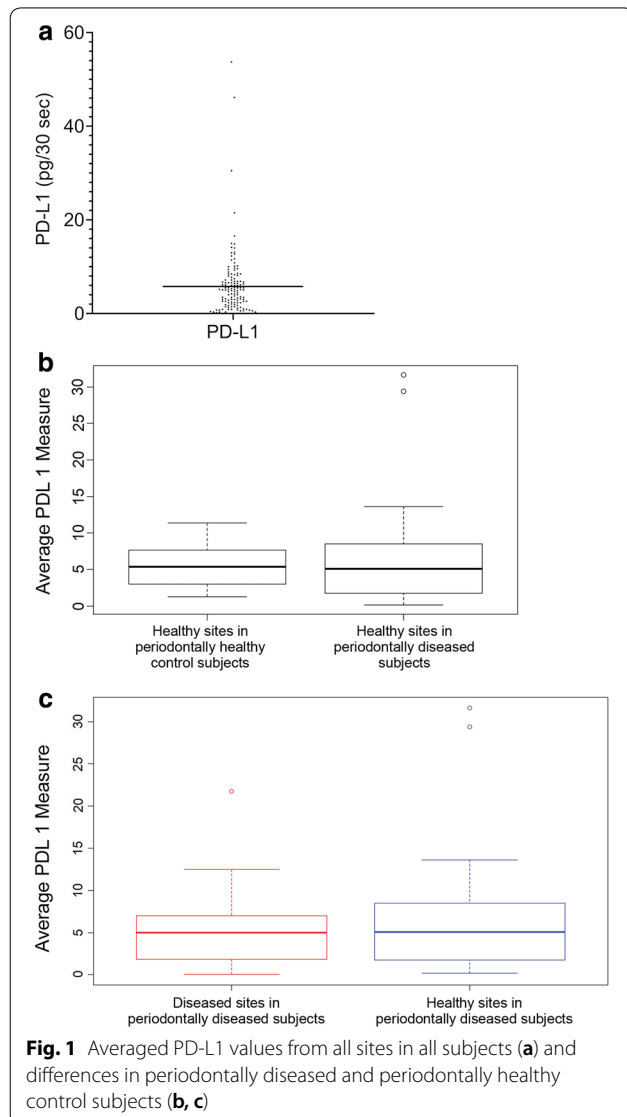 a
60
40
20
0
PD-L1 (pg/30 sec)
PD-L1
b
30
25
20
15
10
5
0
Average PDL 1 Measure
Healthy sites in
periodontally healthy
control subjects
Healthy sites in
periodontally diseased
subjects
c
30
25
20
15
10
5
0
Average PDL 1 Measure
Diseased sites in
periodontally diseased subjects
Healthy sites in
periodontally diseased subjects
Fig. 1 Averaged PD-L1 values from all sites in all subjects (a) and
differences in periodontally diseased and periodontally healthy
control subjects (b, c)